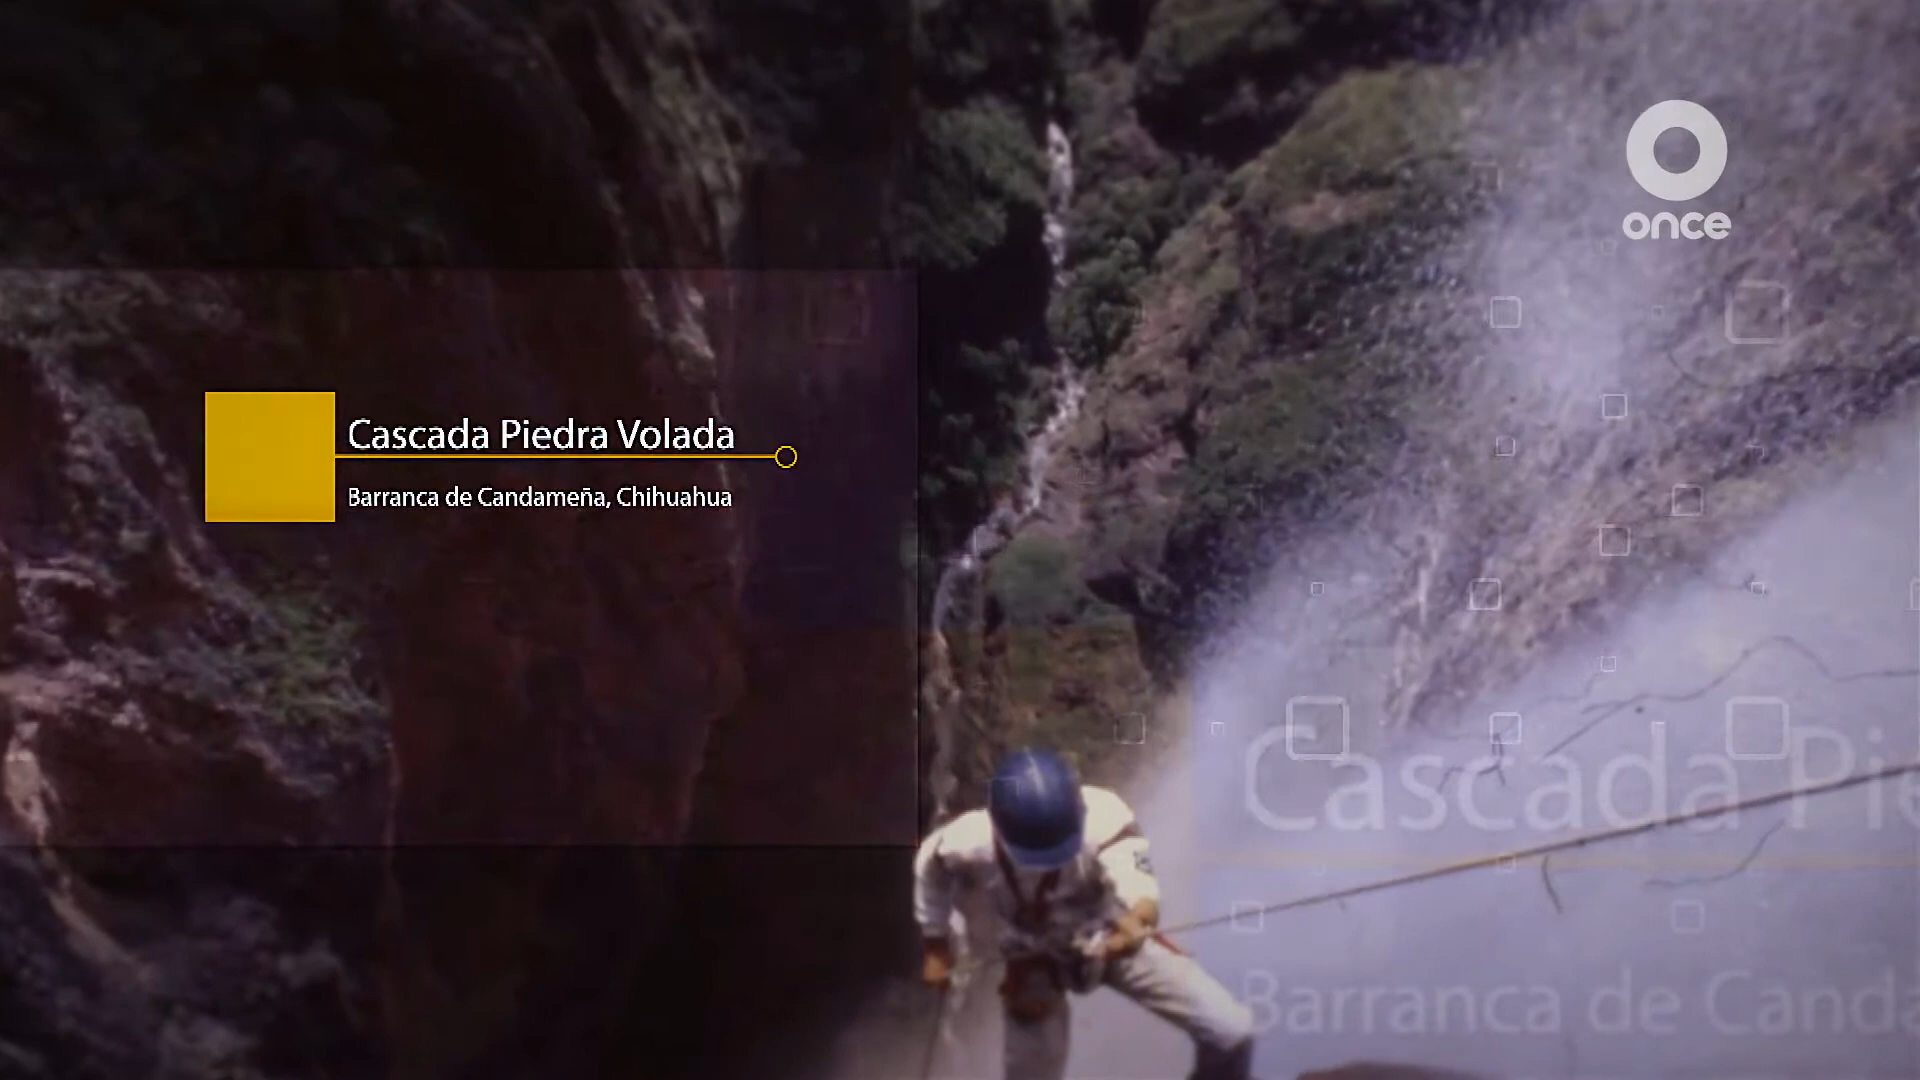 once
Cascada Piedra Volada
Barranca de Candameña, Chihuahua
Cascada Pie
Barranca de Canda